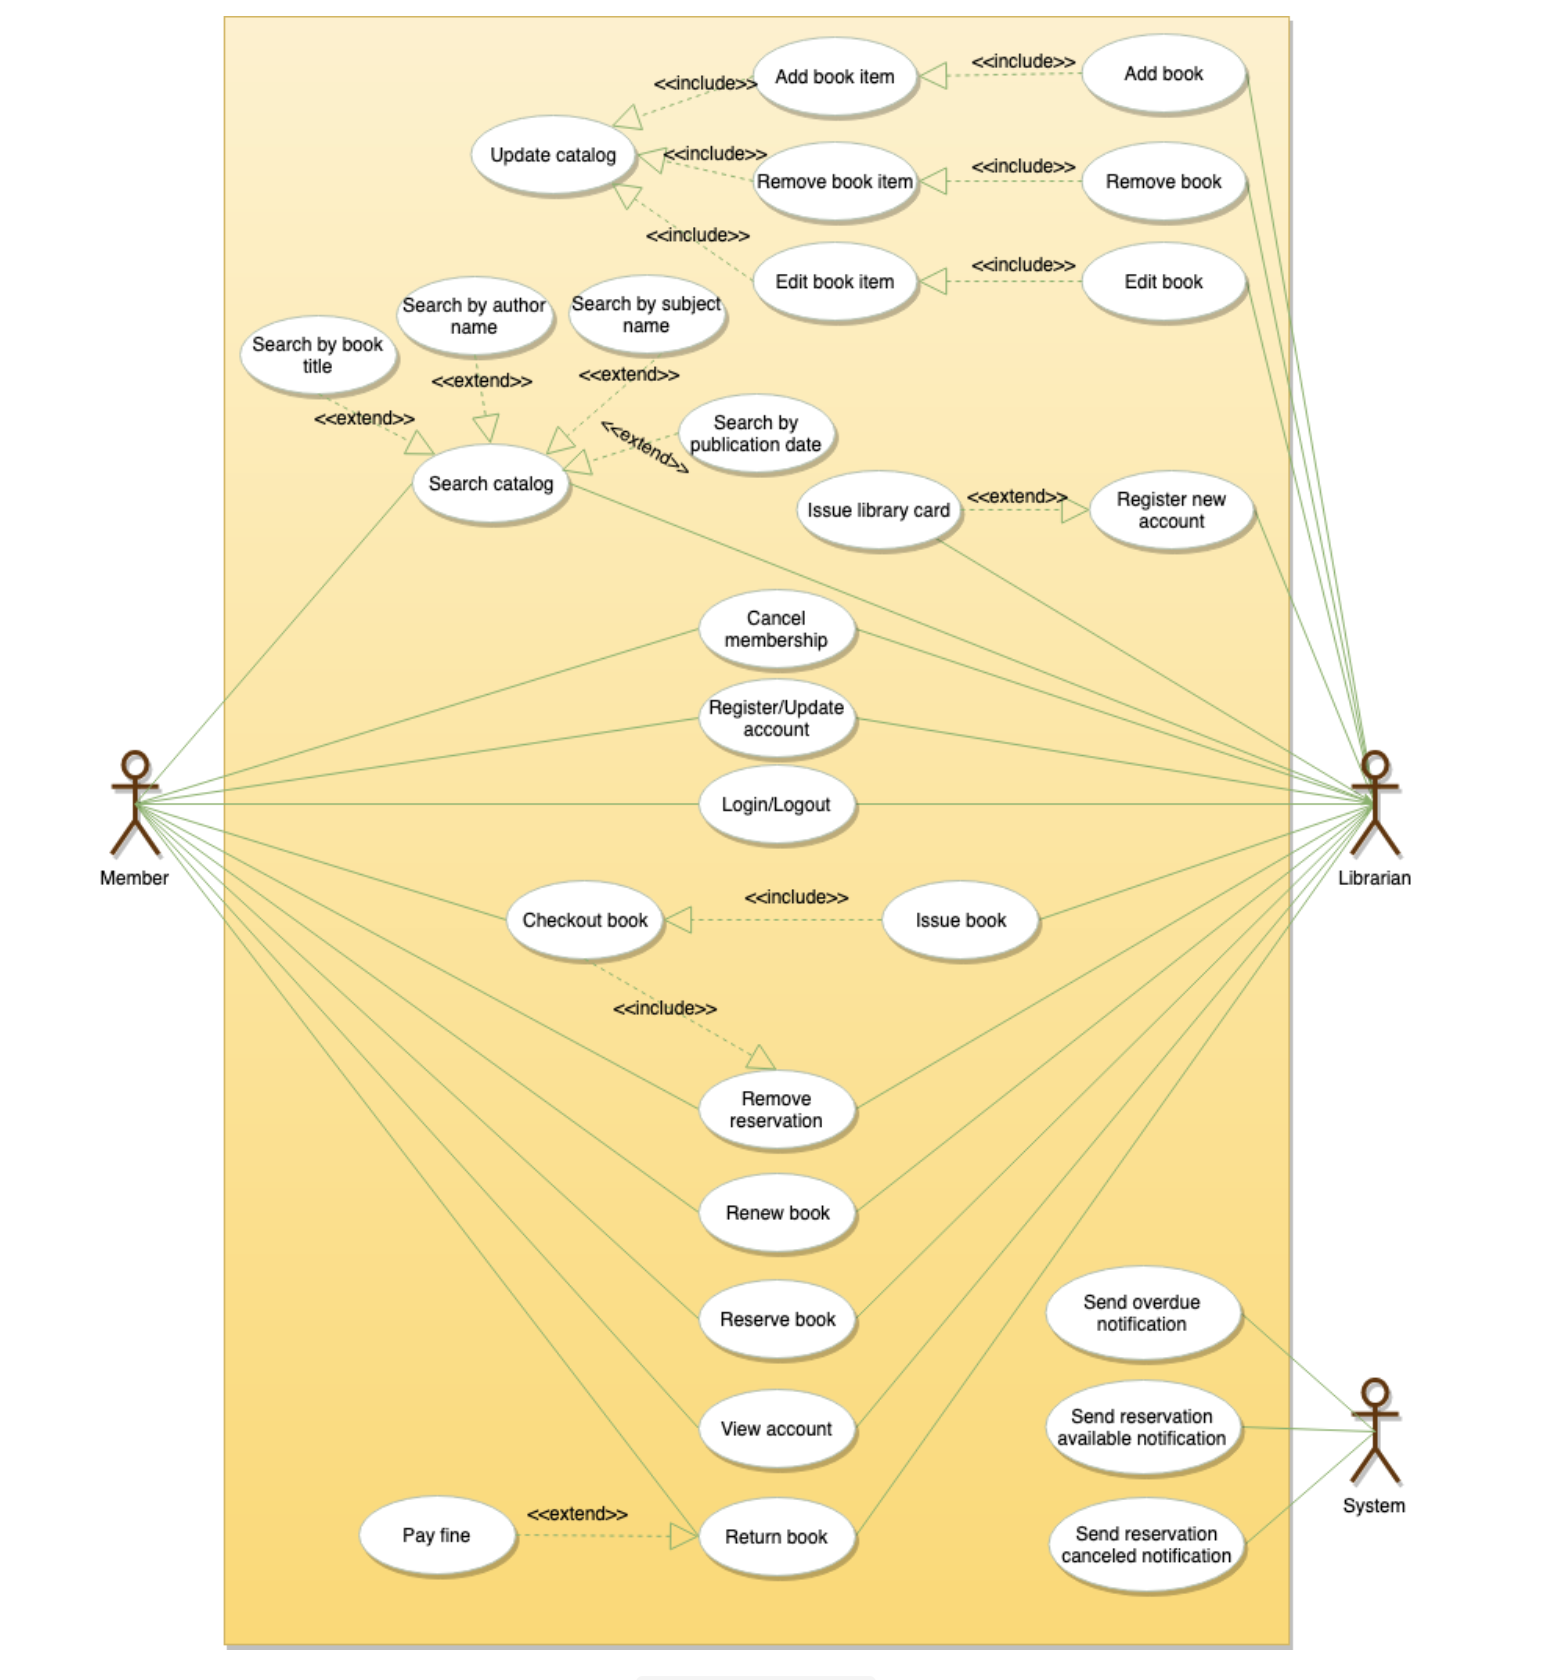 <<include>>
Add book item
<<include>>
Add book
Update catalog
<<include>>
Remove book item
<<include>>
Remove book
<<include>>
Edit book item
<<include>>
Edit book
Search by book
title
Search by author
name
Search by subject
name
<<extend>>
<<extend>>
<<extend>>
<<extend>>
Search by
publication date
Search catalog
Issue library card
<<extend>>
Register new
account
Cancel
membership
Register/Update
account
Login/Logout
Member
Librarian
Checkout book
<<include>>
Issue book
<<include>>
Remove
reservation
Renew book
Reserve book
Send overdue
notification
View account
Send reservation
available notification
System
Pay fine
<<extend>>
Return book
Send reservation
canceled notification